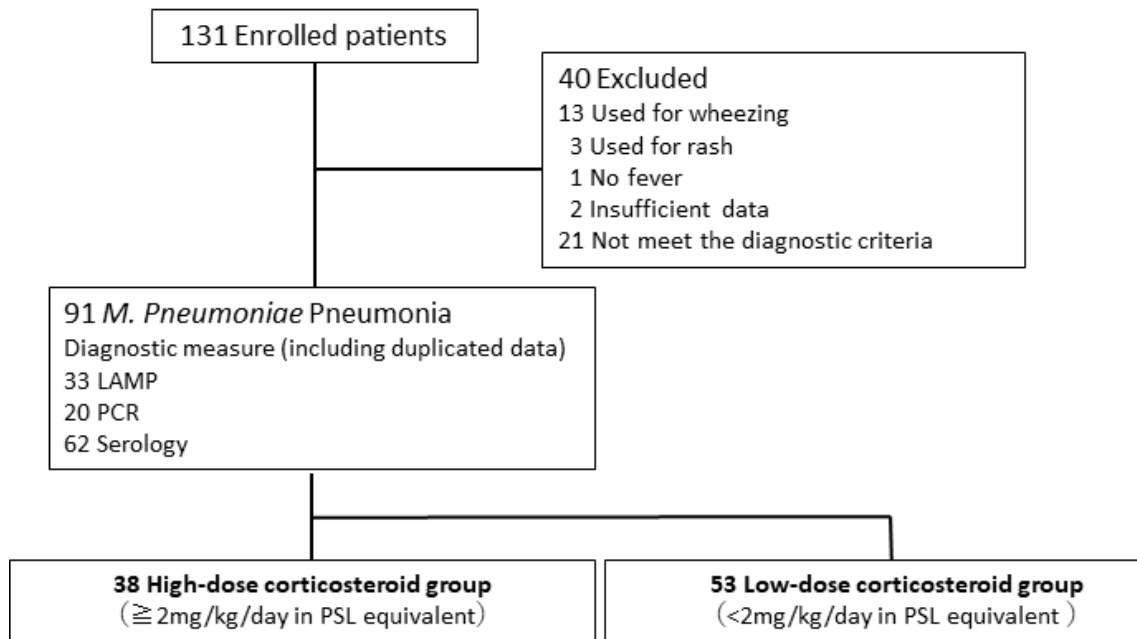 131 Enrolled patients
40 Excluded
13 Used for wheezing
3 Used for rash
1 No fever
2 Insufficient data
21 Not meet the diagnostic criteria
91 M. Pneumoniae Pneumonia
Diagnostic measure (including duplicated data)
33 LAMP
20 PCR
62 Serology
38 High-dose corticosteroid group
（≧2mg/kg/day in PSL equivalent）
53 Low-dose corticosteroid group
（<2mg/kg/day in PSL equivalent ）